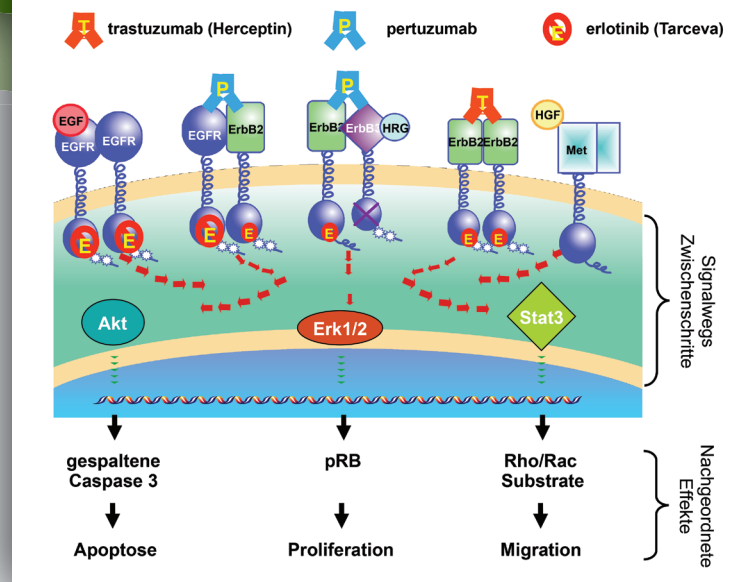 T trastuzumab (Herceptin)
P pertuzumab
E erlotinib (Tarceva)
EGF
EGFR
EGFR
P
EGFR
ErbB2
P
ErbB2
ErbB3
HRG
T
ErbB2
ErbB2
HGF
Met
E
E
E
E
E
E
E
Akt
Erk1/2
Stat3
Signalwegs
Zwischenschritte
gespaltene
Caspase 3
pRB
Rho/Rac
Substrate
Apoptose
Proliferation
Migration
Nachgeordnete
Effekte